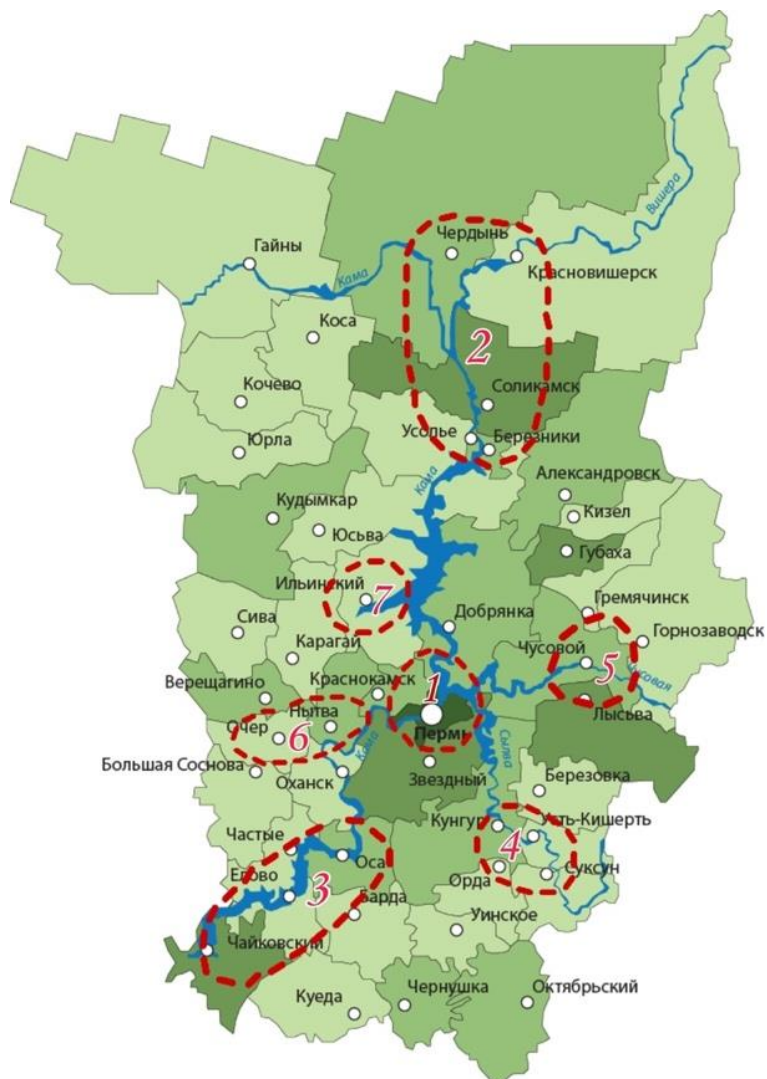 Вишера
Чердынь
Гайны
Красновишерск
Кама
Коса
2
Кочево
Соликамск
Усолье
Березники
Юрла
Александровск
Кама
Кудымкар
Кизел
Юсьва
Губаха
Ильинский
7
Гремячинск
Добрянка
Сива
Горнозаводск
Карагай
Чусовой
5
Чусовая
Верещагино
Краснокамск
1
Нытва
Лысьва
Очер
6
Пермь
Кама
Сылва
Большая Соснова
Звездный
Березовка
Оханск
Кунгур
Усть-Кишерть
Частые
4
Оса
Елово
3
Орда
Суксун
Барда
Уинское
Чайковский
Куеда
Чернушка
Октябрьский